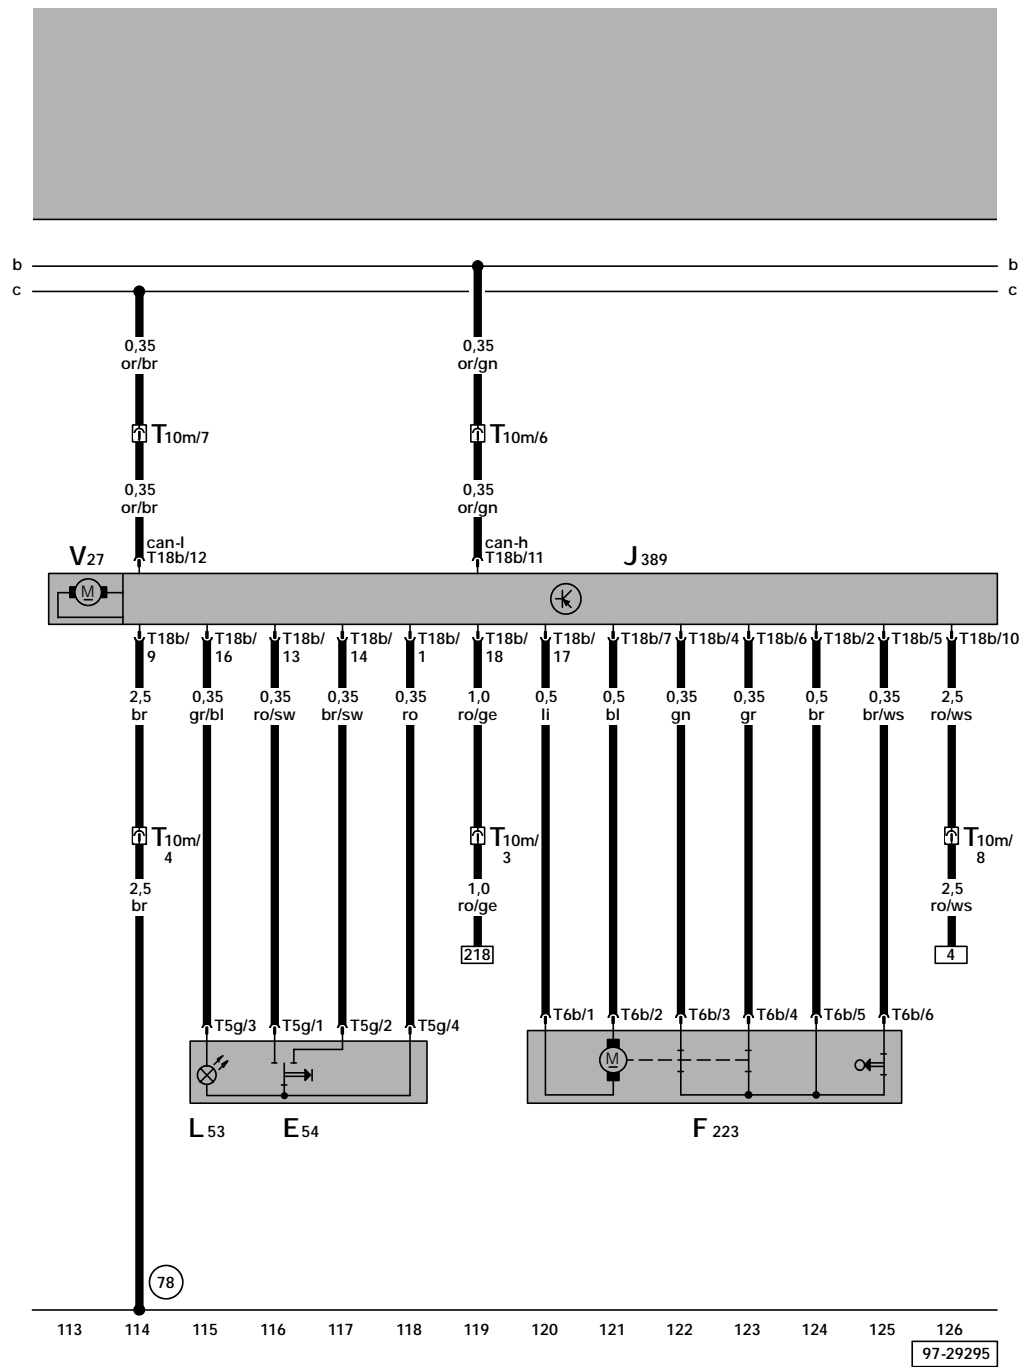 b b
c c
0,35 0,35
or/br or/gn
T10m/7 T10m/6
0,35 0,35
or/br or/gn
can-l can-h
V27 T18b/12 T18b/11 J389
M
T18b/ T18b/ T18b/ T18b/ T18b/ T18b/ T18b/ T18b/7 T18b/4 T18b/6 T18b/2 T18b/5 T18b/10
9 16 13 14 1 18 17
2,5 0,35 0,35 0,35 0,35 1,0 0,5 0,5 0,35 0,35 0,5 0,35 2,5
br gr/bl ro/sw br/sw ro ro/ge li bl gn gr br br/ws ro/ws
T10m/ T10m/ T10m/
4 3 8
2,5 1,0 2,5
br ro/ge ro/ws
218 4
T5g/3 T5g/1 T5g/2 T5g/4 T6b/1 T6b/2 T6b/3 T6b/4 T6b/5 T6b/6
M
L53 E54 F223
78
113 114 115 116 117 118 119 120 121 122 123 124 125 126
97-29295